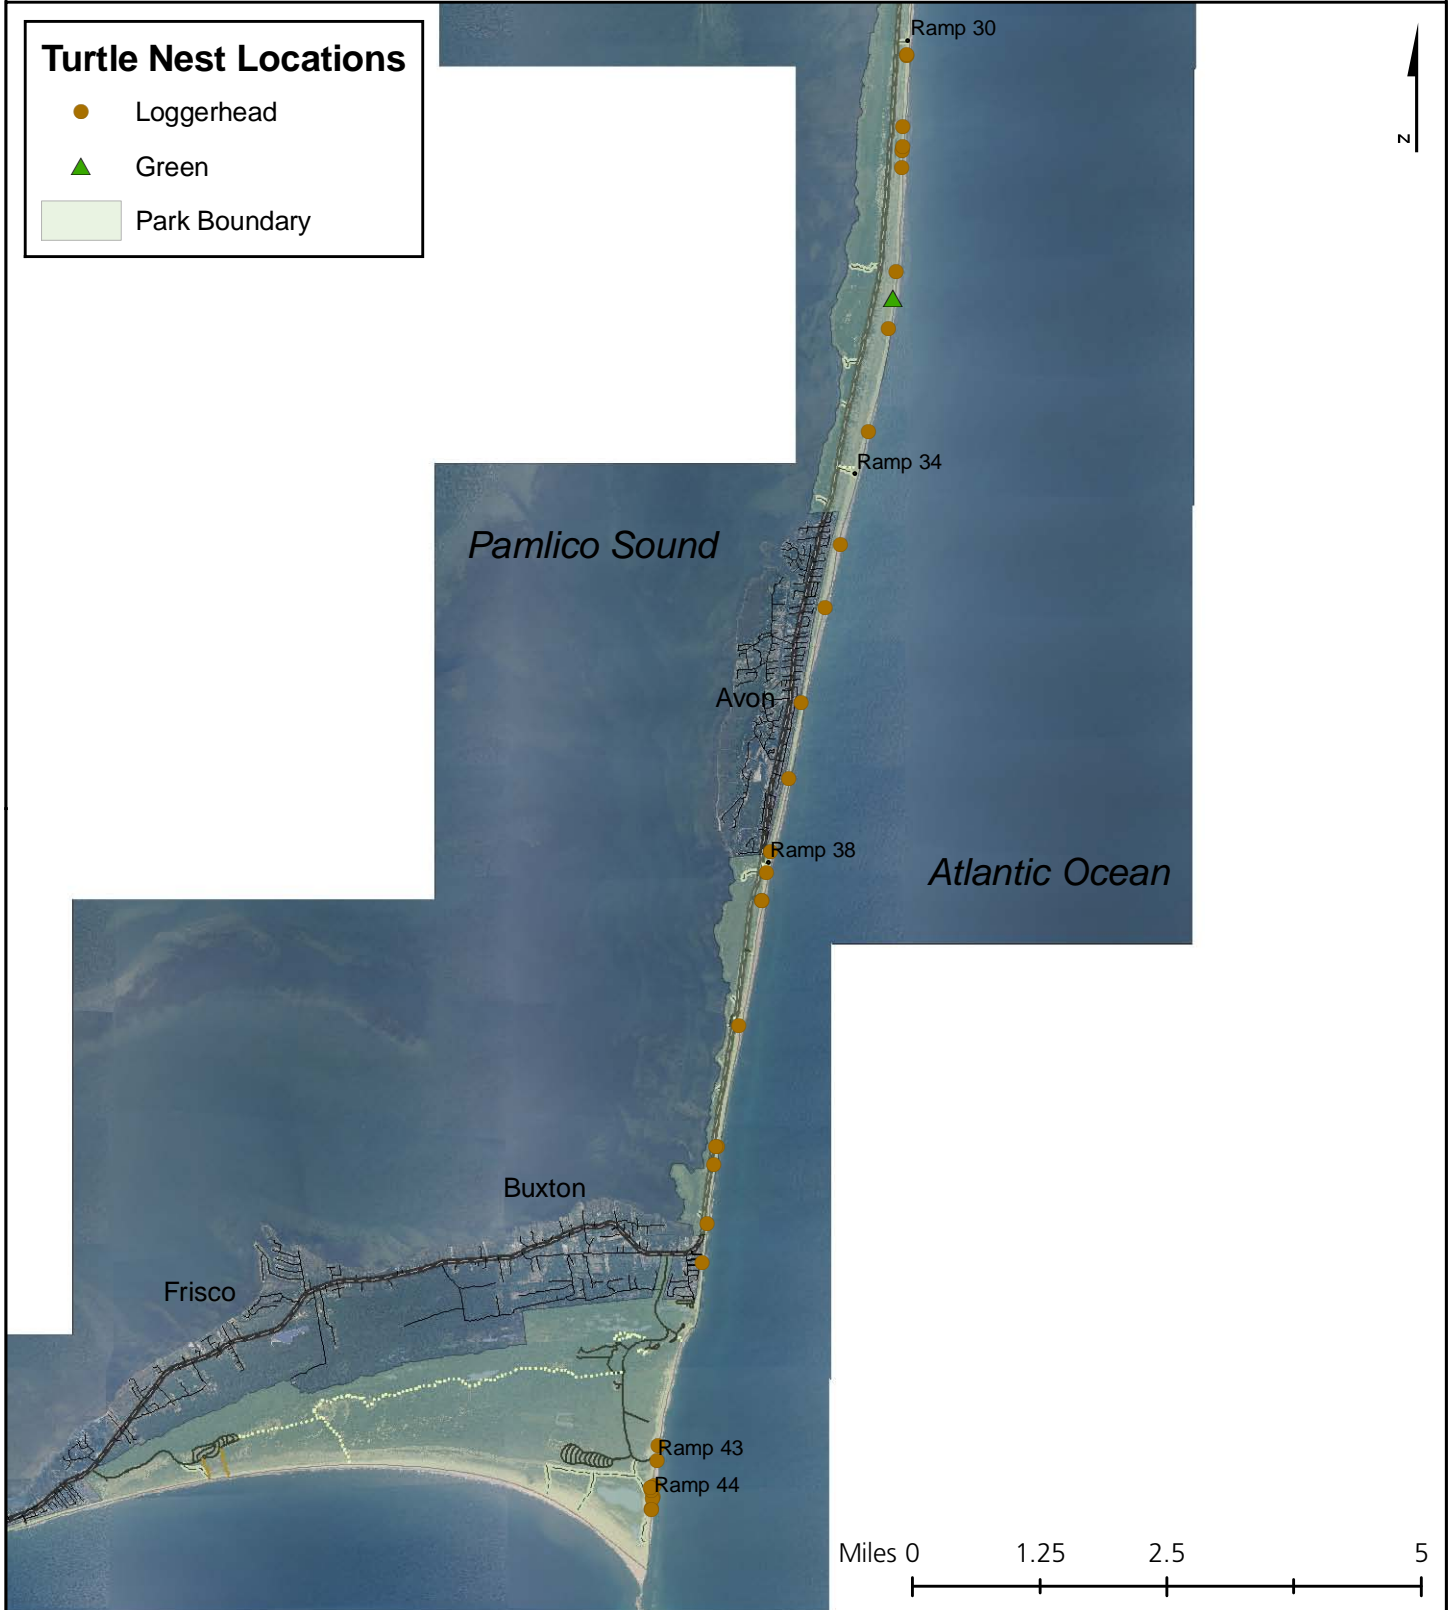 Turtle Nest Locations
Loggerhead
Green
Park Boundary
Ramp 30
N
Ramp 34
Pamlico Sound
Avon
Ramp 38
Atlantic Ocean
Buxton
Frisco
Ramp 43
Ramp 44
Miles 0 1.25 2.5 5